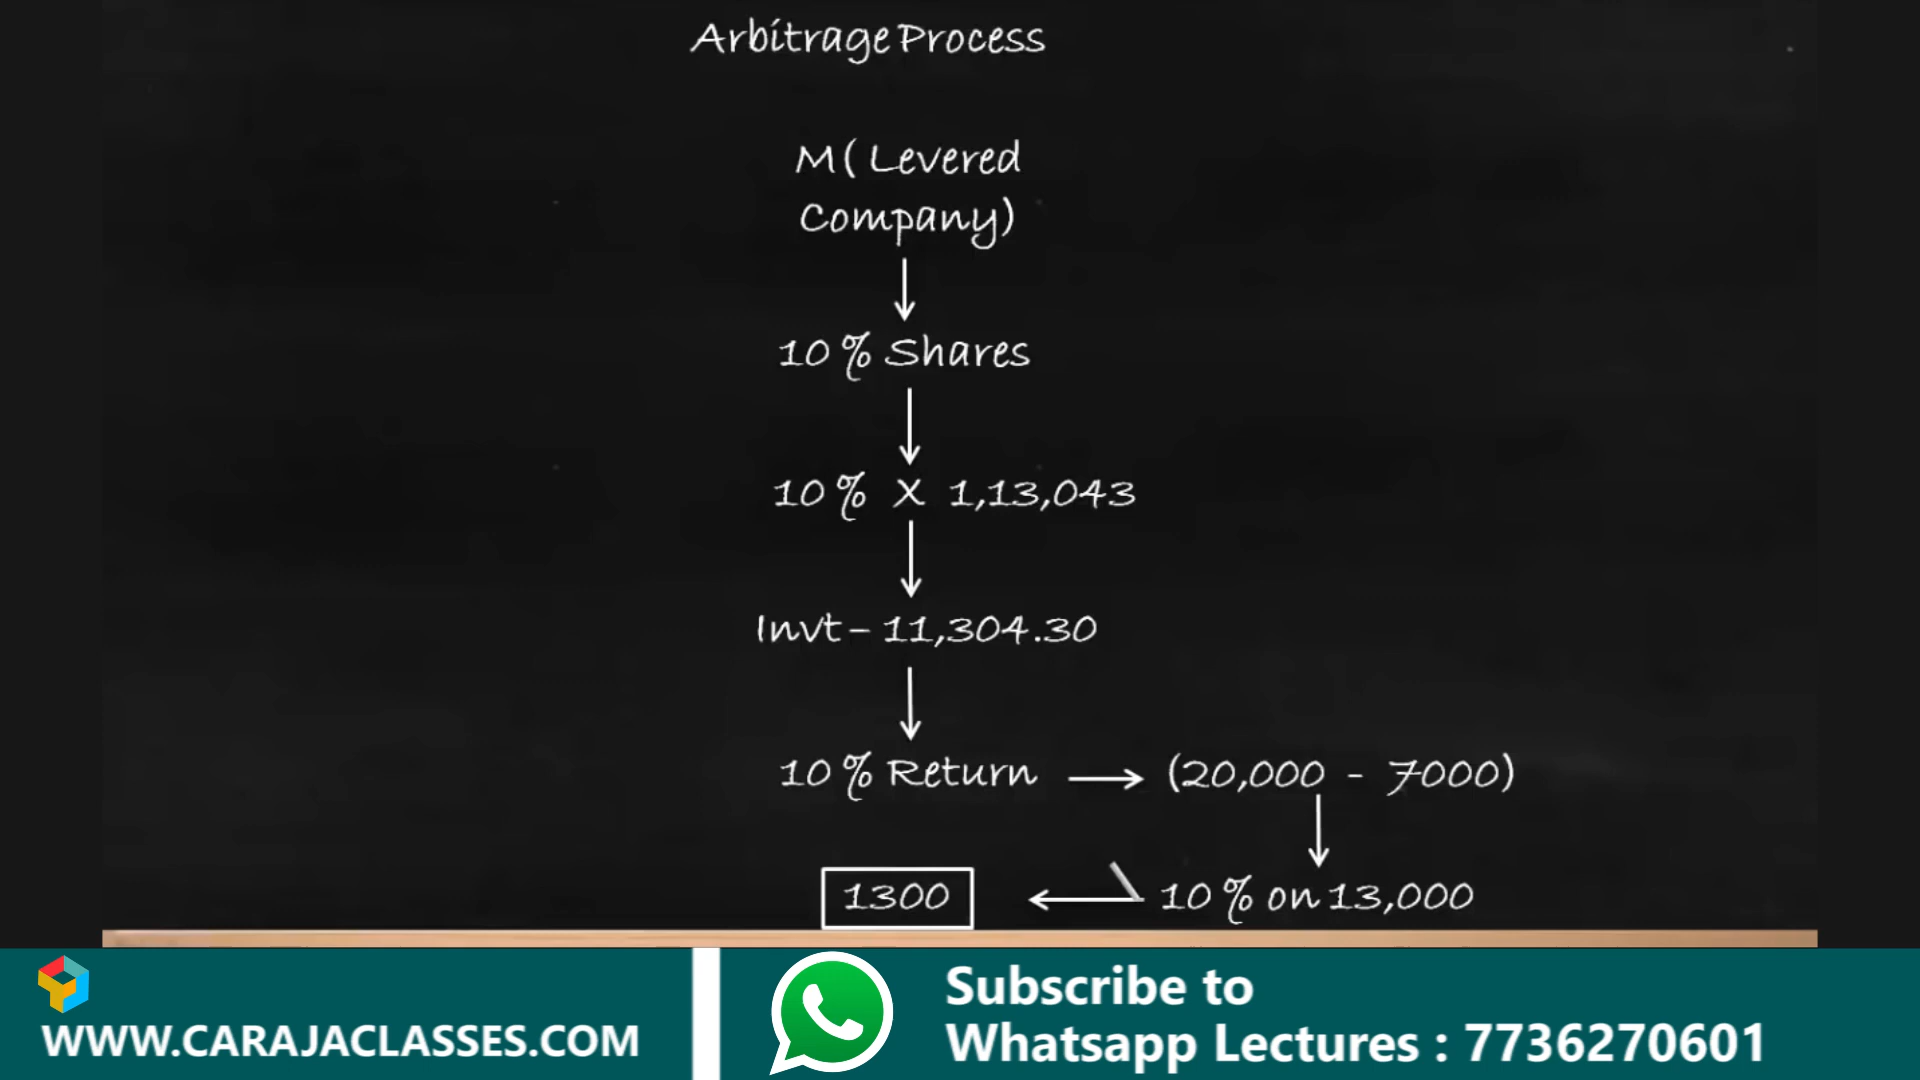 Arbitrage Process
M( Levered
Company)
10 % Shares
10 % X 1,13,043
Invt – 11,304.30
10 % Return → (20,000 - 7000)
1300 ← 10 % on 13,000
WWW.CARAJACLASSES.COM
Subscribe to
Whatsapp Lectures : 7736270601